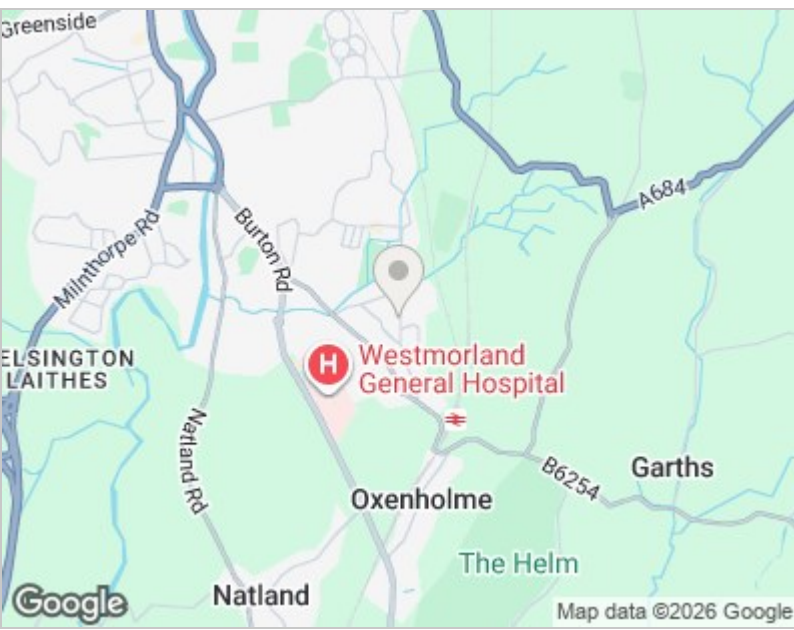 Greenside
A684
Burton Rd
Milnthorpe Rd
H
Westmorland
General Hospital
ELSINGTON
LAITHES
Natland Rd
B6254
Garths
Oxenholme
The Helm
Natland
Google
Map data ©2026 Google